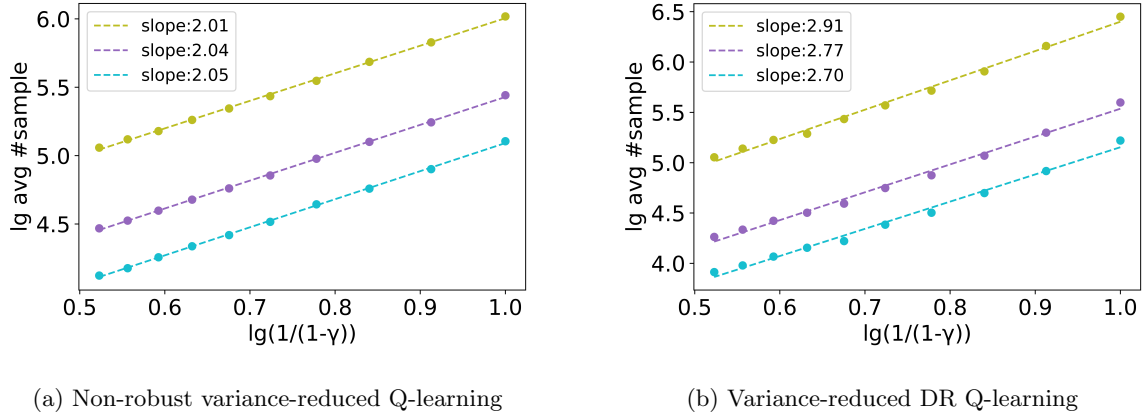 slope:2.01
slope:2.04
slope:2.05
lg avg #sample
6.0
5.5
5.0
4.5
0.5 0.6 0.7 0.8 0.9 1.0
lg(1/(1-γ))
(a) Non-robust variance-reduced Q-learning
slope:2.91
slope:2.77
slope:2.70
lg avg #sample
6.5
6.0
5.5
5.0
4.5
4.0
0.5 0.6 0.7 0.8 0.9 1.0
lg(1/(1-γ))
(b) Variance-reduced DR Q-learning